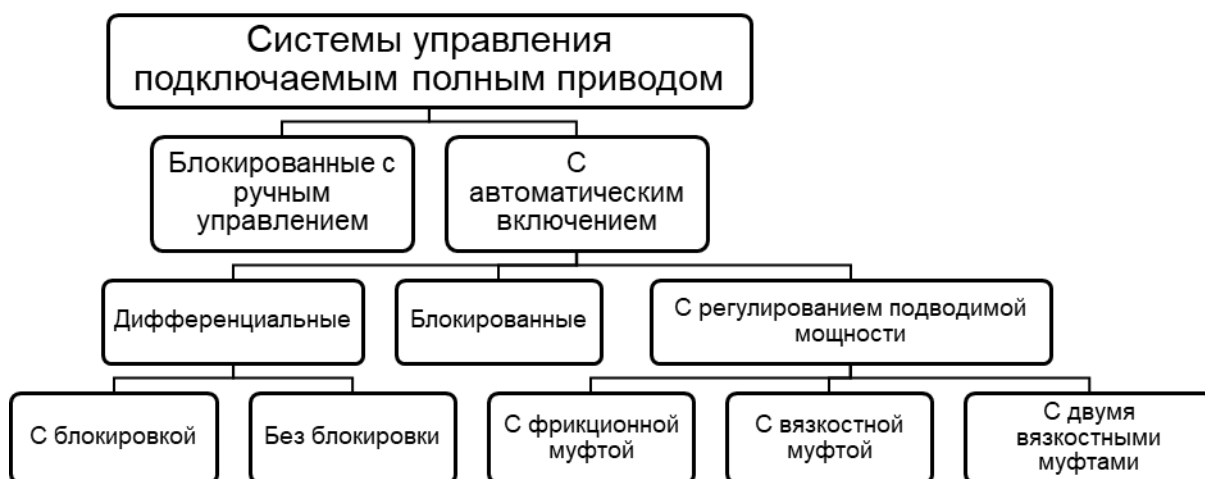 Системы управления
подключаемым полным приводом
Блокированные с
ручным
управлением
С
автоматическим
включением
Дифференциальные
Блокированные
С регулированием подводимой
мощности
С блокировкой
Без блокировки
С фрикционной
муфтой
С вязкостной
муфтой
С двумя
вязкостными
муфтами